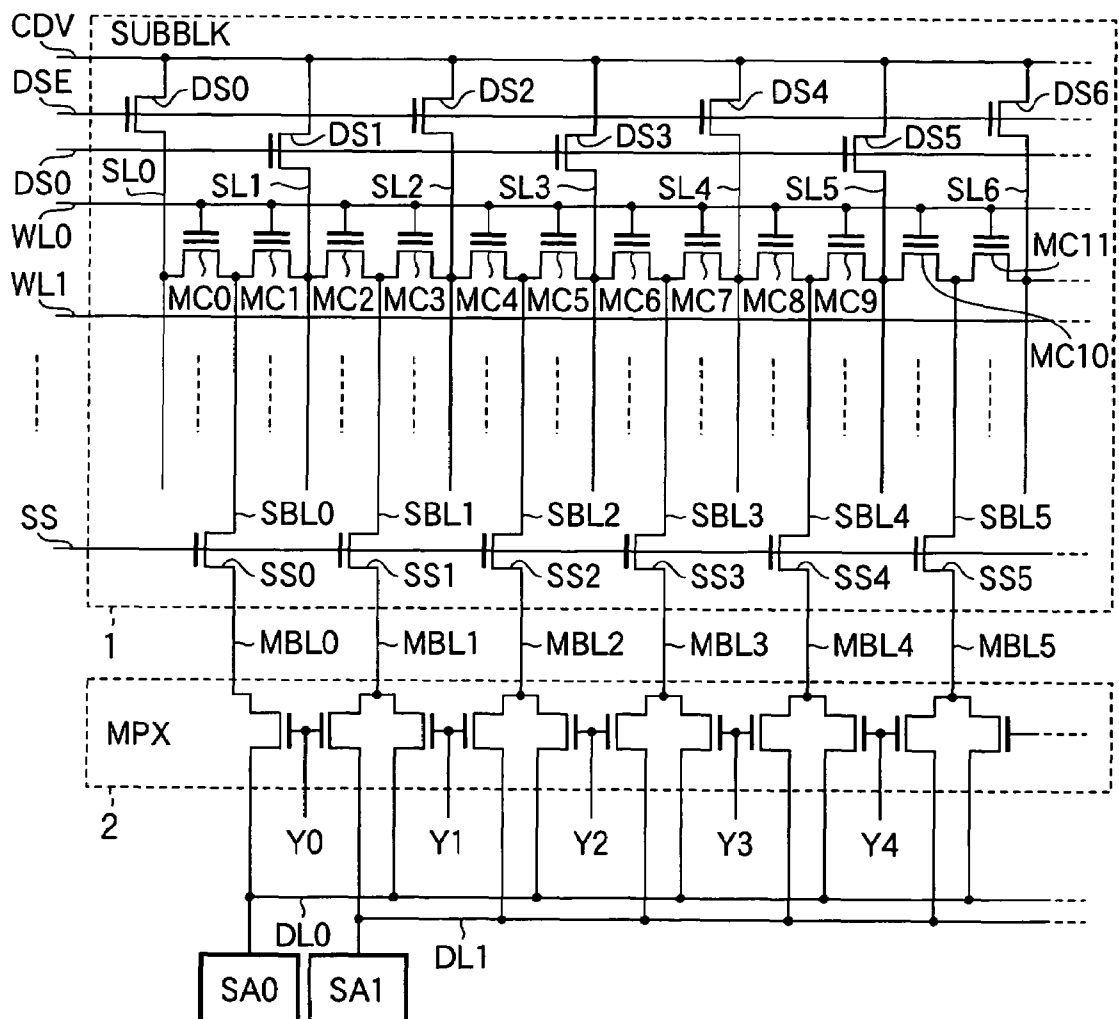 CDV
SUBBLK
DSE
DS0 DS2 DS4 DS6
DS1 DS3 DS5
DS0
SL0 SL1 SL2 SL3 SL4 SL5 SL6
WL0
MC11
MC0 MC1 MC2 MC3 MC4 MC5 MC6 MC7 MC8 MC9
WL1
MC10
SS
SBL0 SBL1 SBL2 SBL3 SBL4 SBL5
SS0 SS1 SS2 SS3 SS4 SS5
1
MBL0 MBL1 MBL2 MBL3 MBL4 MBL5
MPX
2
Y0 Y1 Y2 Y3 Y4
DL0 DL1
SA0 SA1